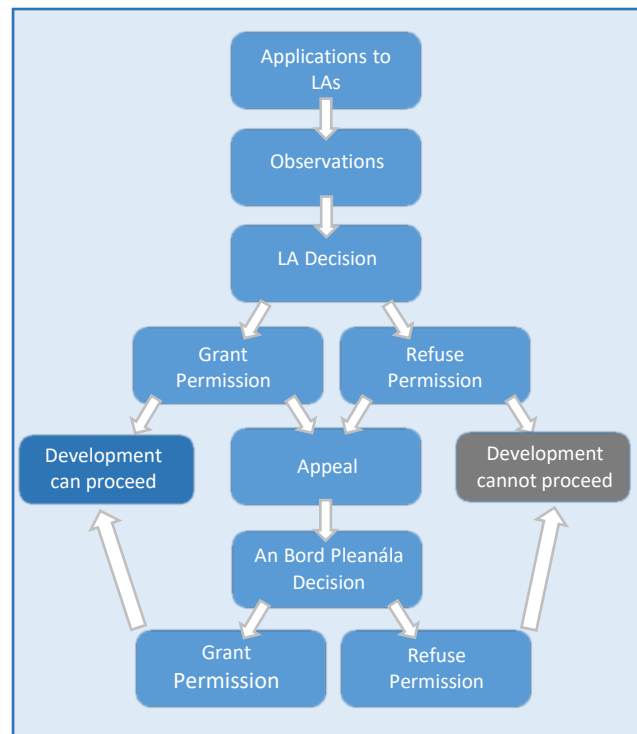 Applications to
LAs
Observations
LA Decision
Grant
Permission
Refuse
Permission
Development
can proceed
Appeal
Development
cannot proceed
An Bord Pleanála
Decision
Grant
Permission
Refuse
Permission